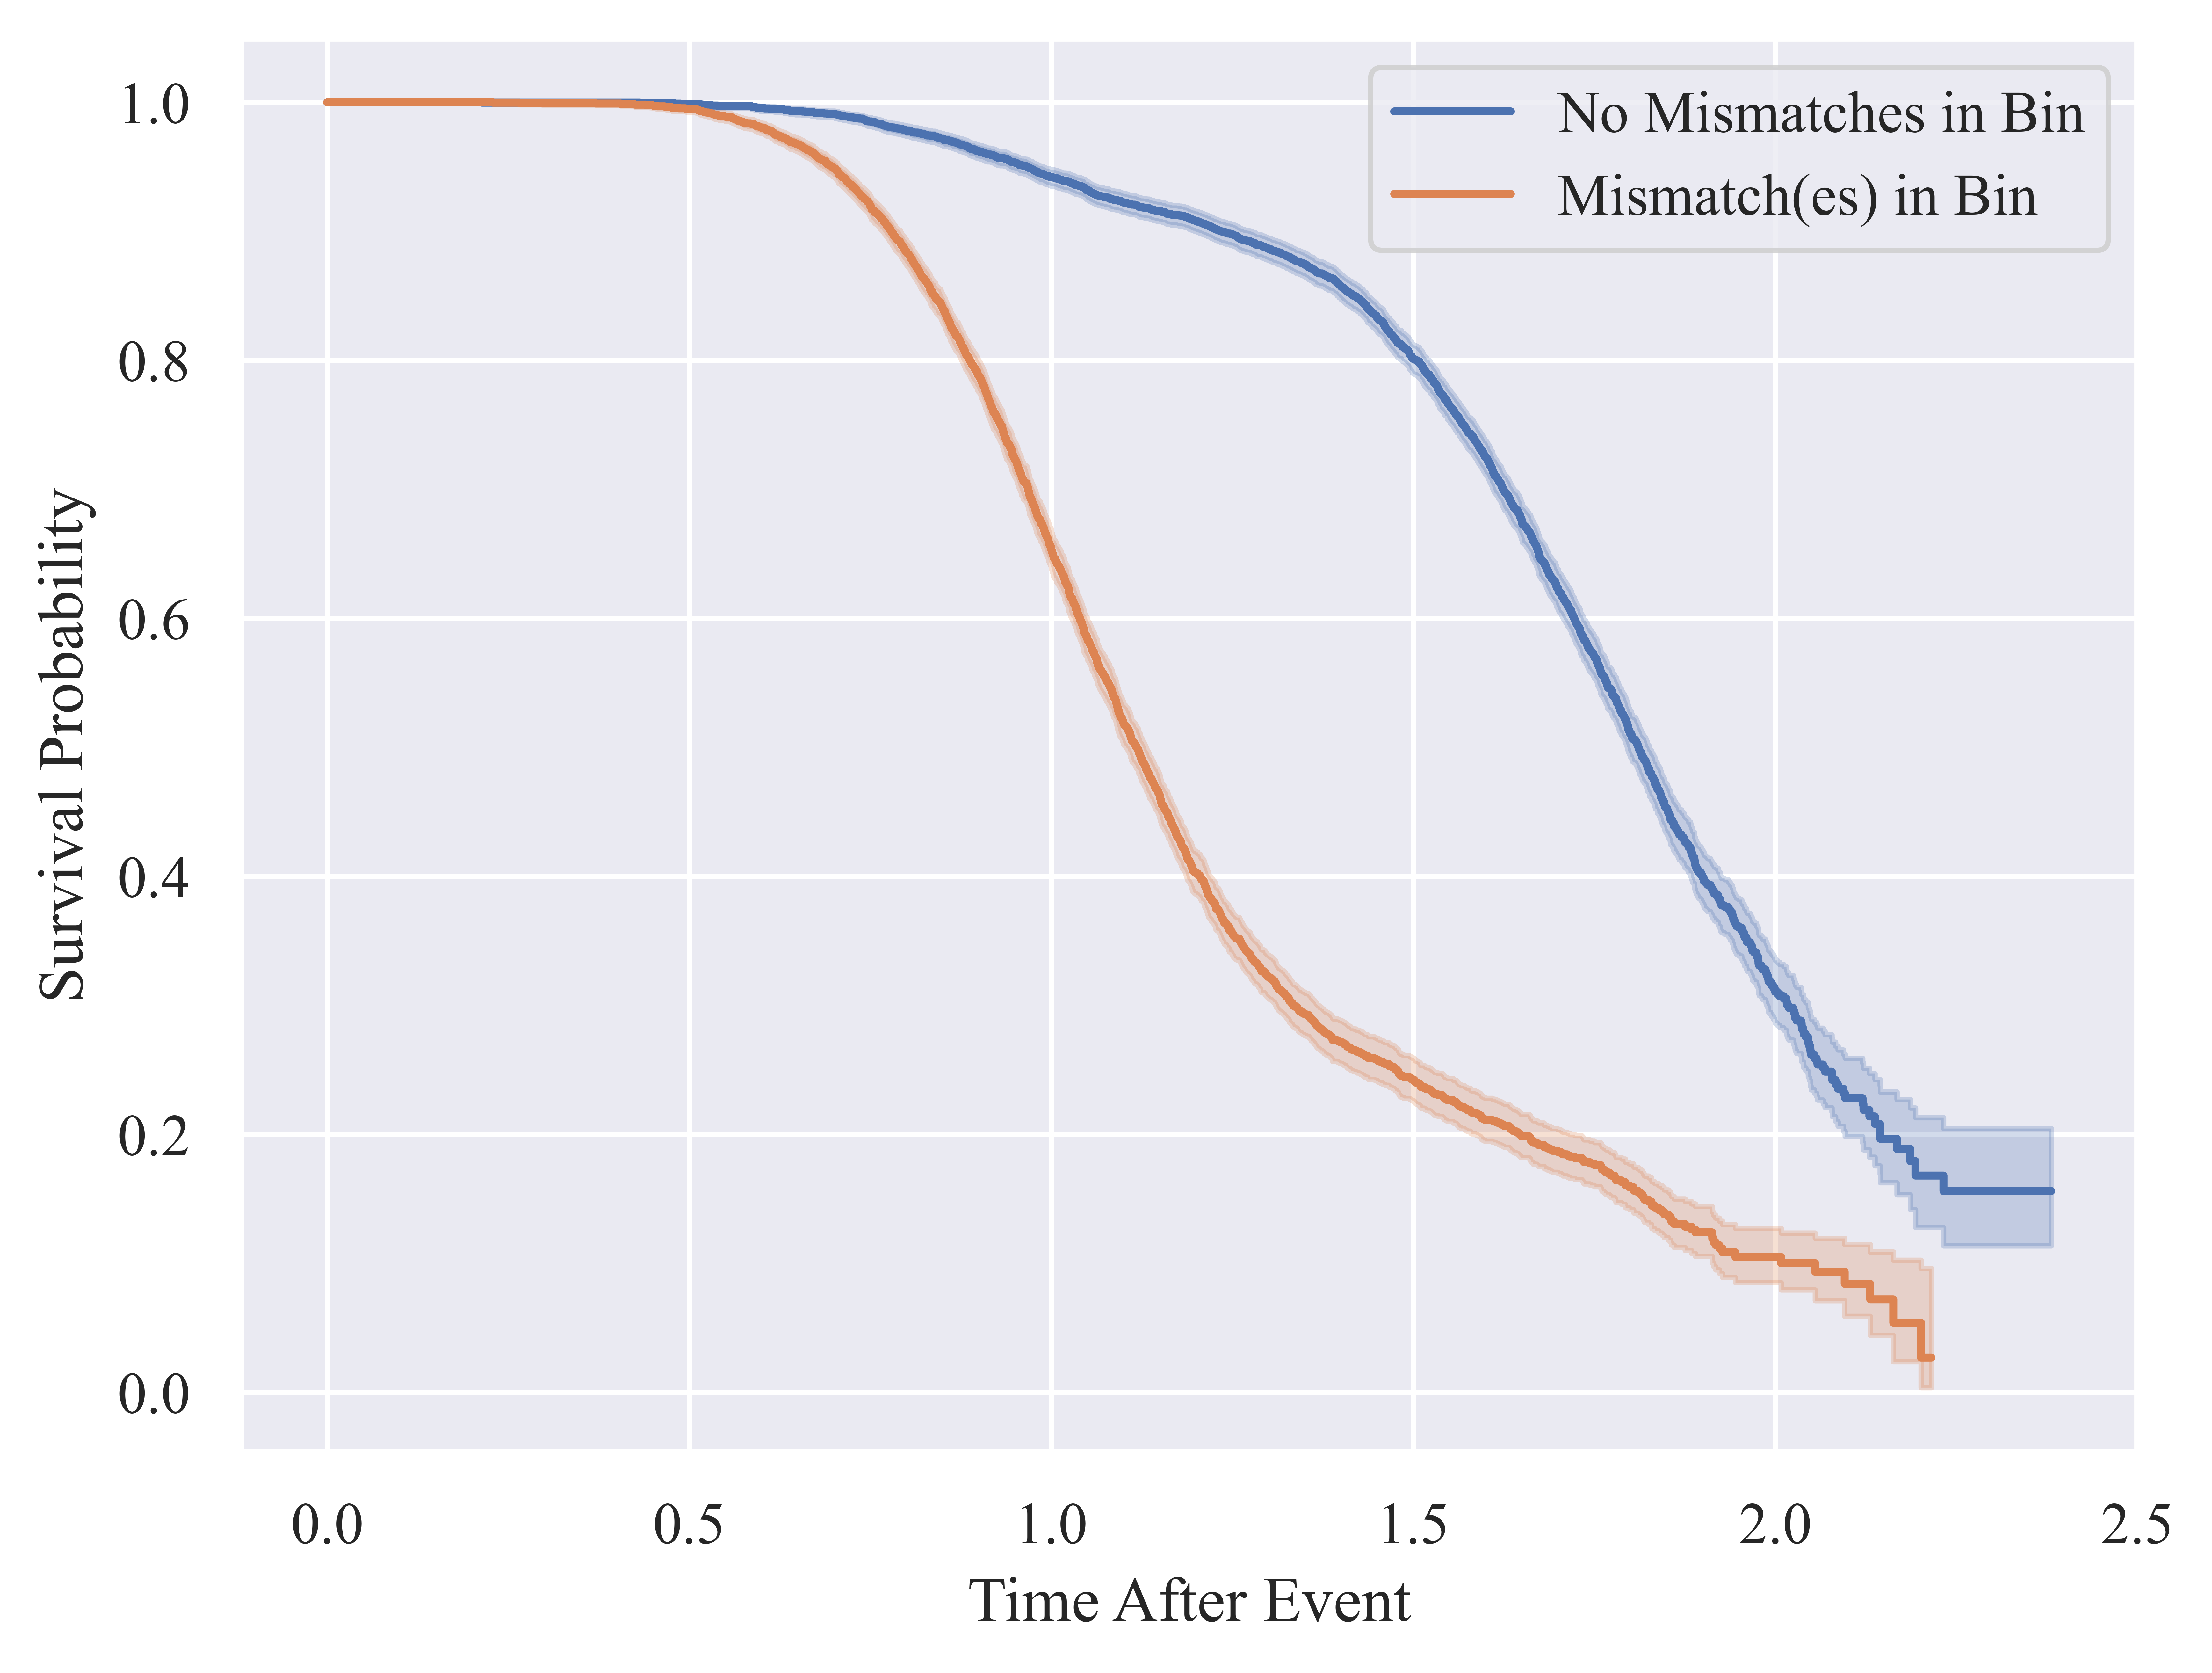 No Mismatches in Bin
Mismatch(es) in Bin
Survival Probability
1.0
0.8
0.6
0.4
0.2
0.0
0.0 0.5 1.0 1.5 2.0 2.5
Time After Event